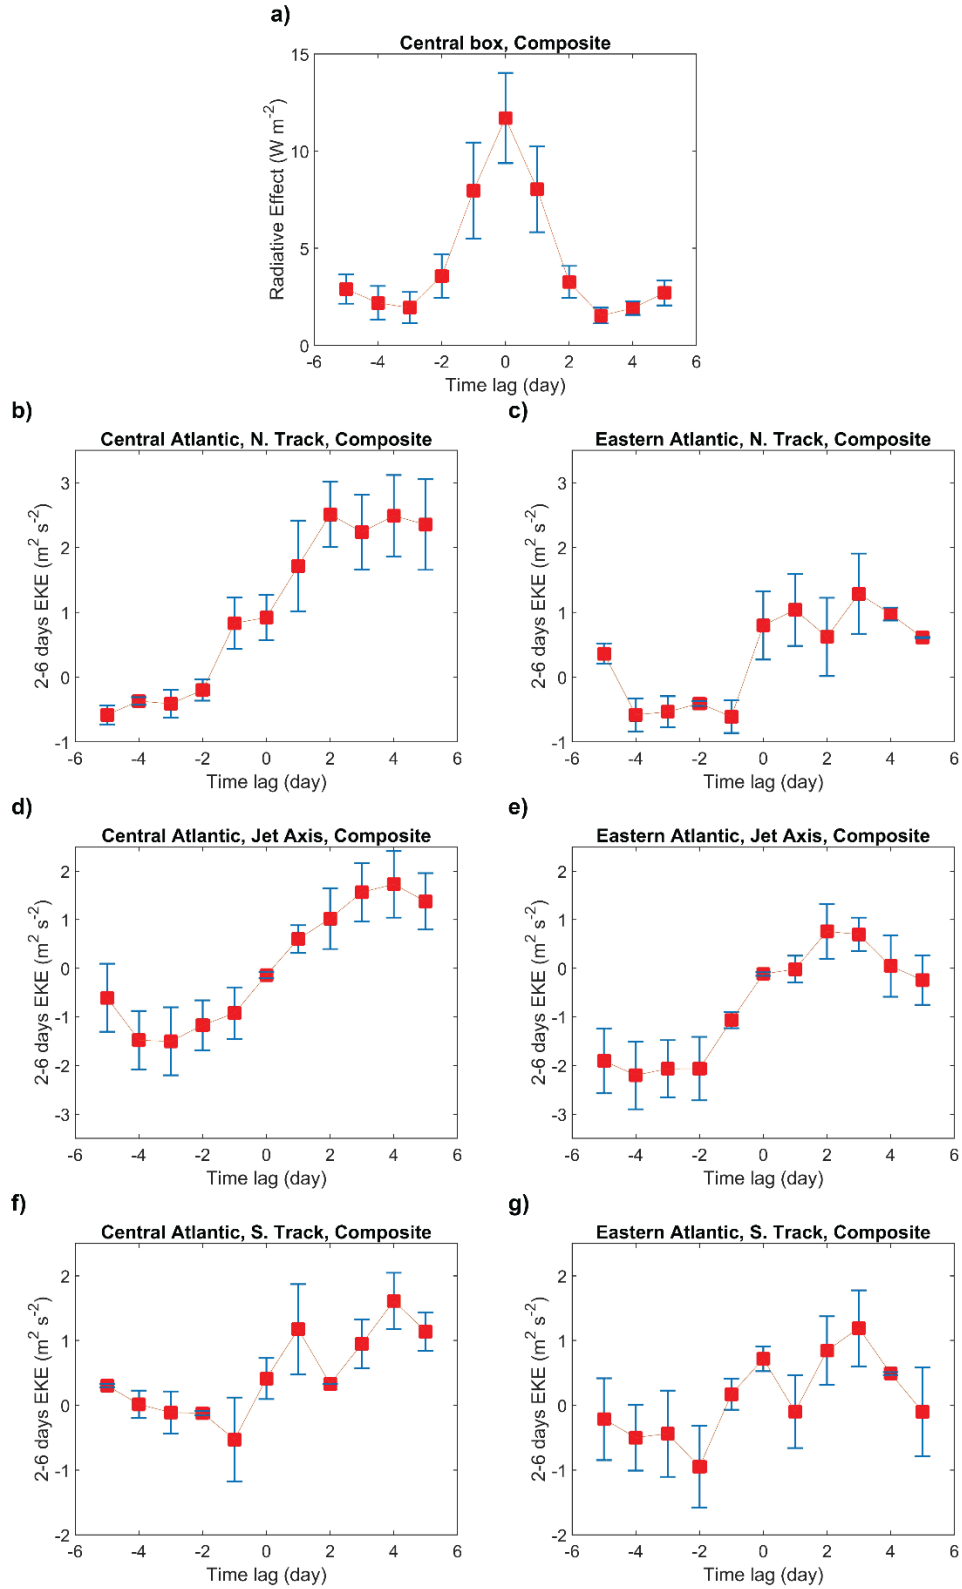 a)
Central box, Composite
Radiative Effect (W m⁻²)
15
10
5
0
-6 -4 -2 0 2 4 6
Time lag (day)
b)
Central Atlantic, N. Track, Composite
2-6 days EKE (m² s⁻²)
3
2
1
0
-1
-6 -4 -2 0 2 4 6
Time lag (day)
c)
Eastern Atlantic, N. Track, Composite
2-6 days EKE (m² s⁻²)
3
2
1
0
-1
-6 -4 -2 0 2 4 6
Time lag (day)
d)
Central Atlantic, Jet Axis, Composite
2-6 days EKE (m² s⁻²)
2
1
0
-1
-2
-3
-6 -4 -2 0 2 4 6
Time lag (day)
e)
Eastern Atlantic, Jet Axis, Composite
2-6 days EKE (m² s⁻²)
2
1
0
-1
-2
-3
-6 -4 -2 0 2 4 6
Time lag (day)
f)
Central Atlantic, S. Track, Composite
2-6 days EKE (m² s⁻²)
2
1
0
-1
-2
-6 -4 -2 0 2 4 6
Time lag (day)
g)
Eastern Atlantic, S. Track, Composite
2-6 days EKE (m² s⁻²)
2
1
0
-1
-2
-6 -4 -2 0 2 4 6
Time lag (day)